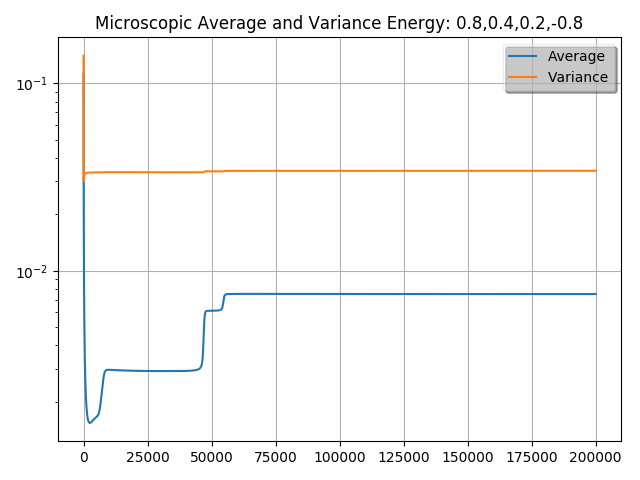 Microscopic Average and Variance Energy: 0.8,0.4,0.2,-0.8
Average
Variance
10⁻¹
10⁻²
0 25000 50000 75000 100000 125000 150000 175000 200000